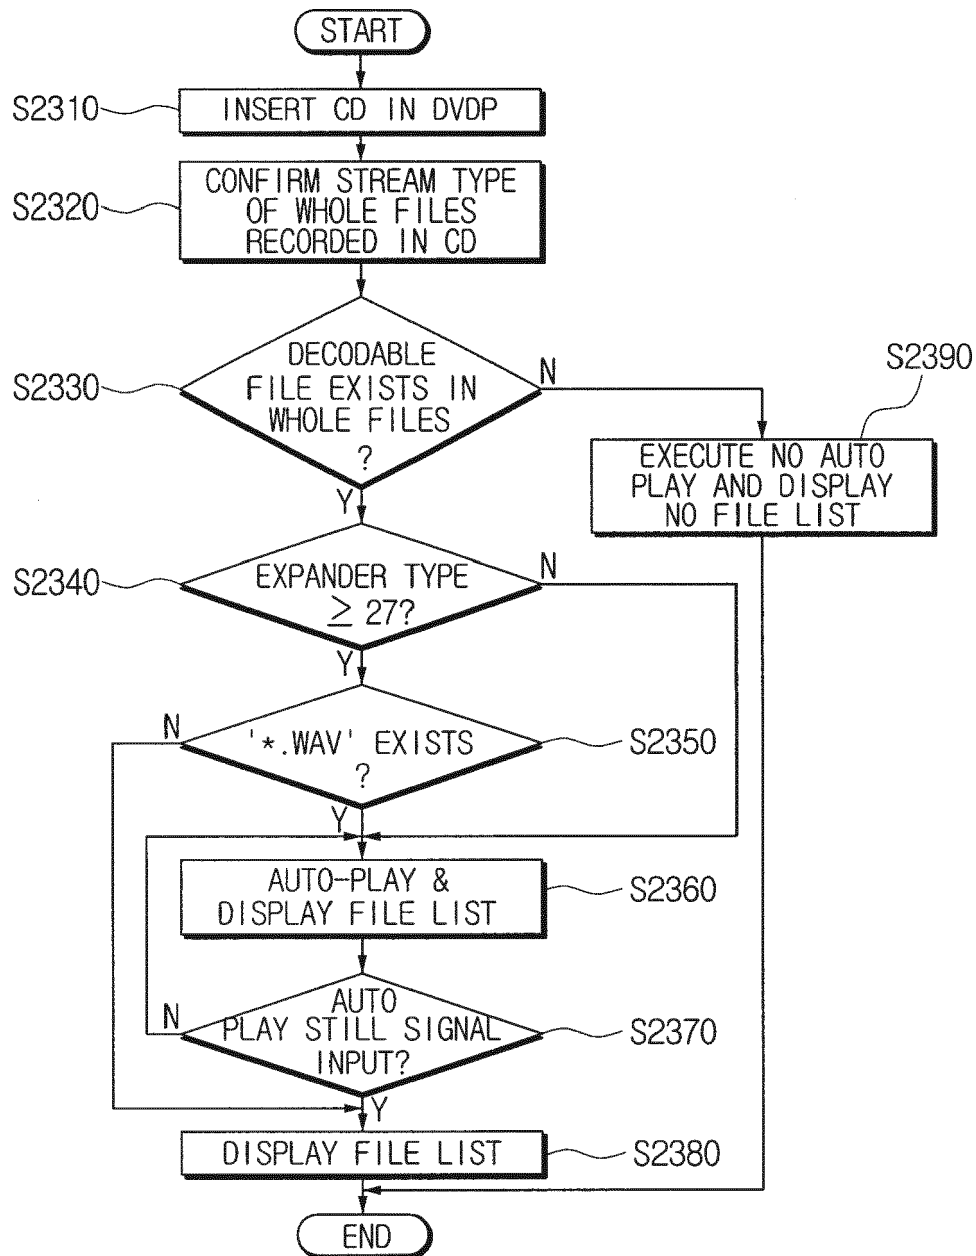 START
S2310
INSERT CD IN DVDP
S2320
CONFIRM STREAM TYPE
OF WHOLE FILES
RECORDED IN CD
S2330
DECODABLE
FILE EXISTS IN
WHOLE FILES
?
N
Y
S2390
EXECUTE NO AUTO
PLAY AND DISPLAY
NO FILE LIST
S2340
EXPANDER TYPE
≥ 27?
N
Y
N
'*.WAV' EXISTS
?
S2350
Y
AUTO-PLAY &
DISPLAY FILE LIST
S2360
N
AUTO
PLAY STILL SIGNAL
INPUT?
S2370
Y
DISPLAY FILE LIST
S2380
END